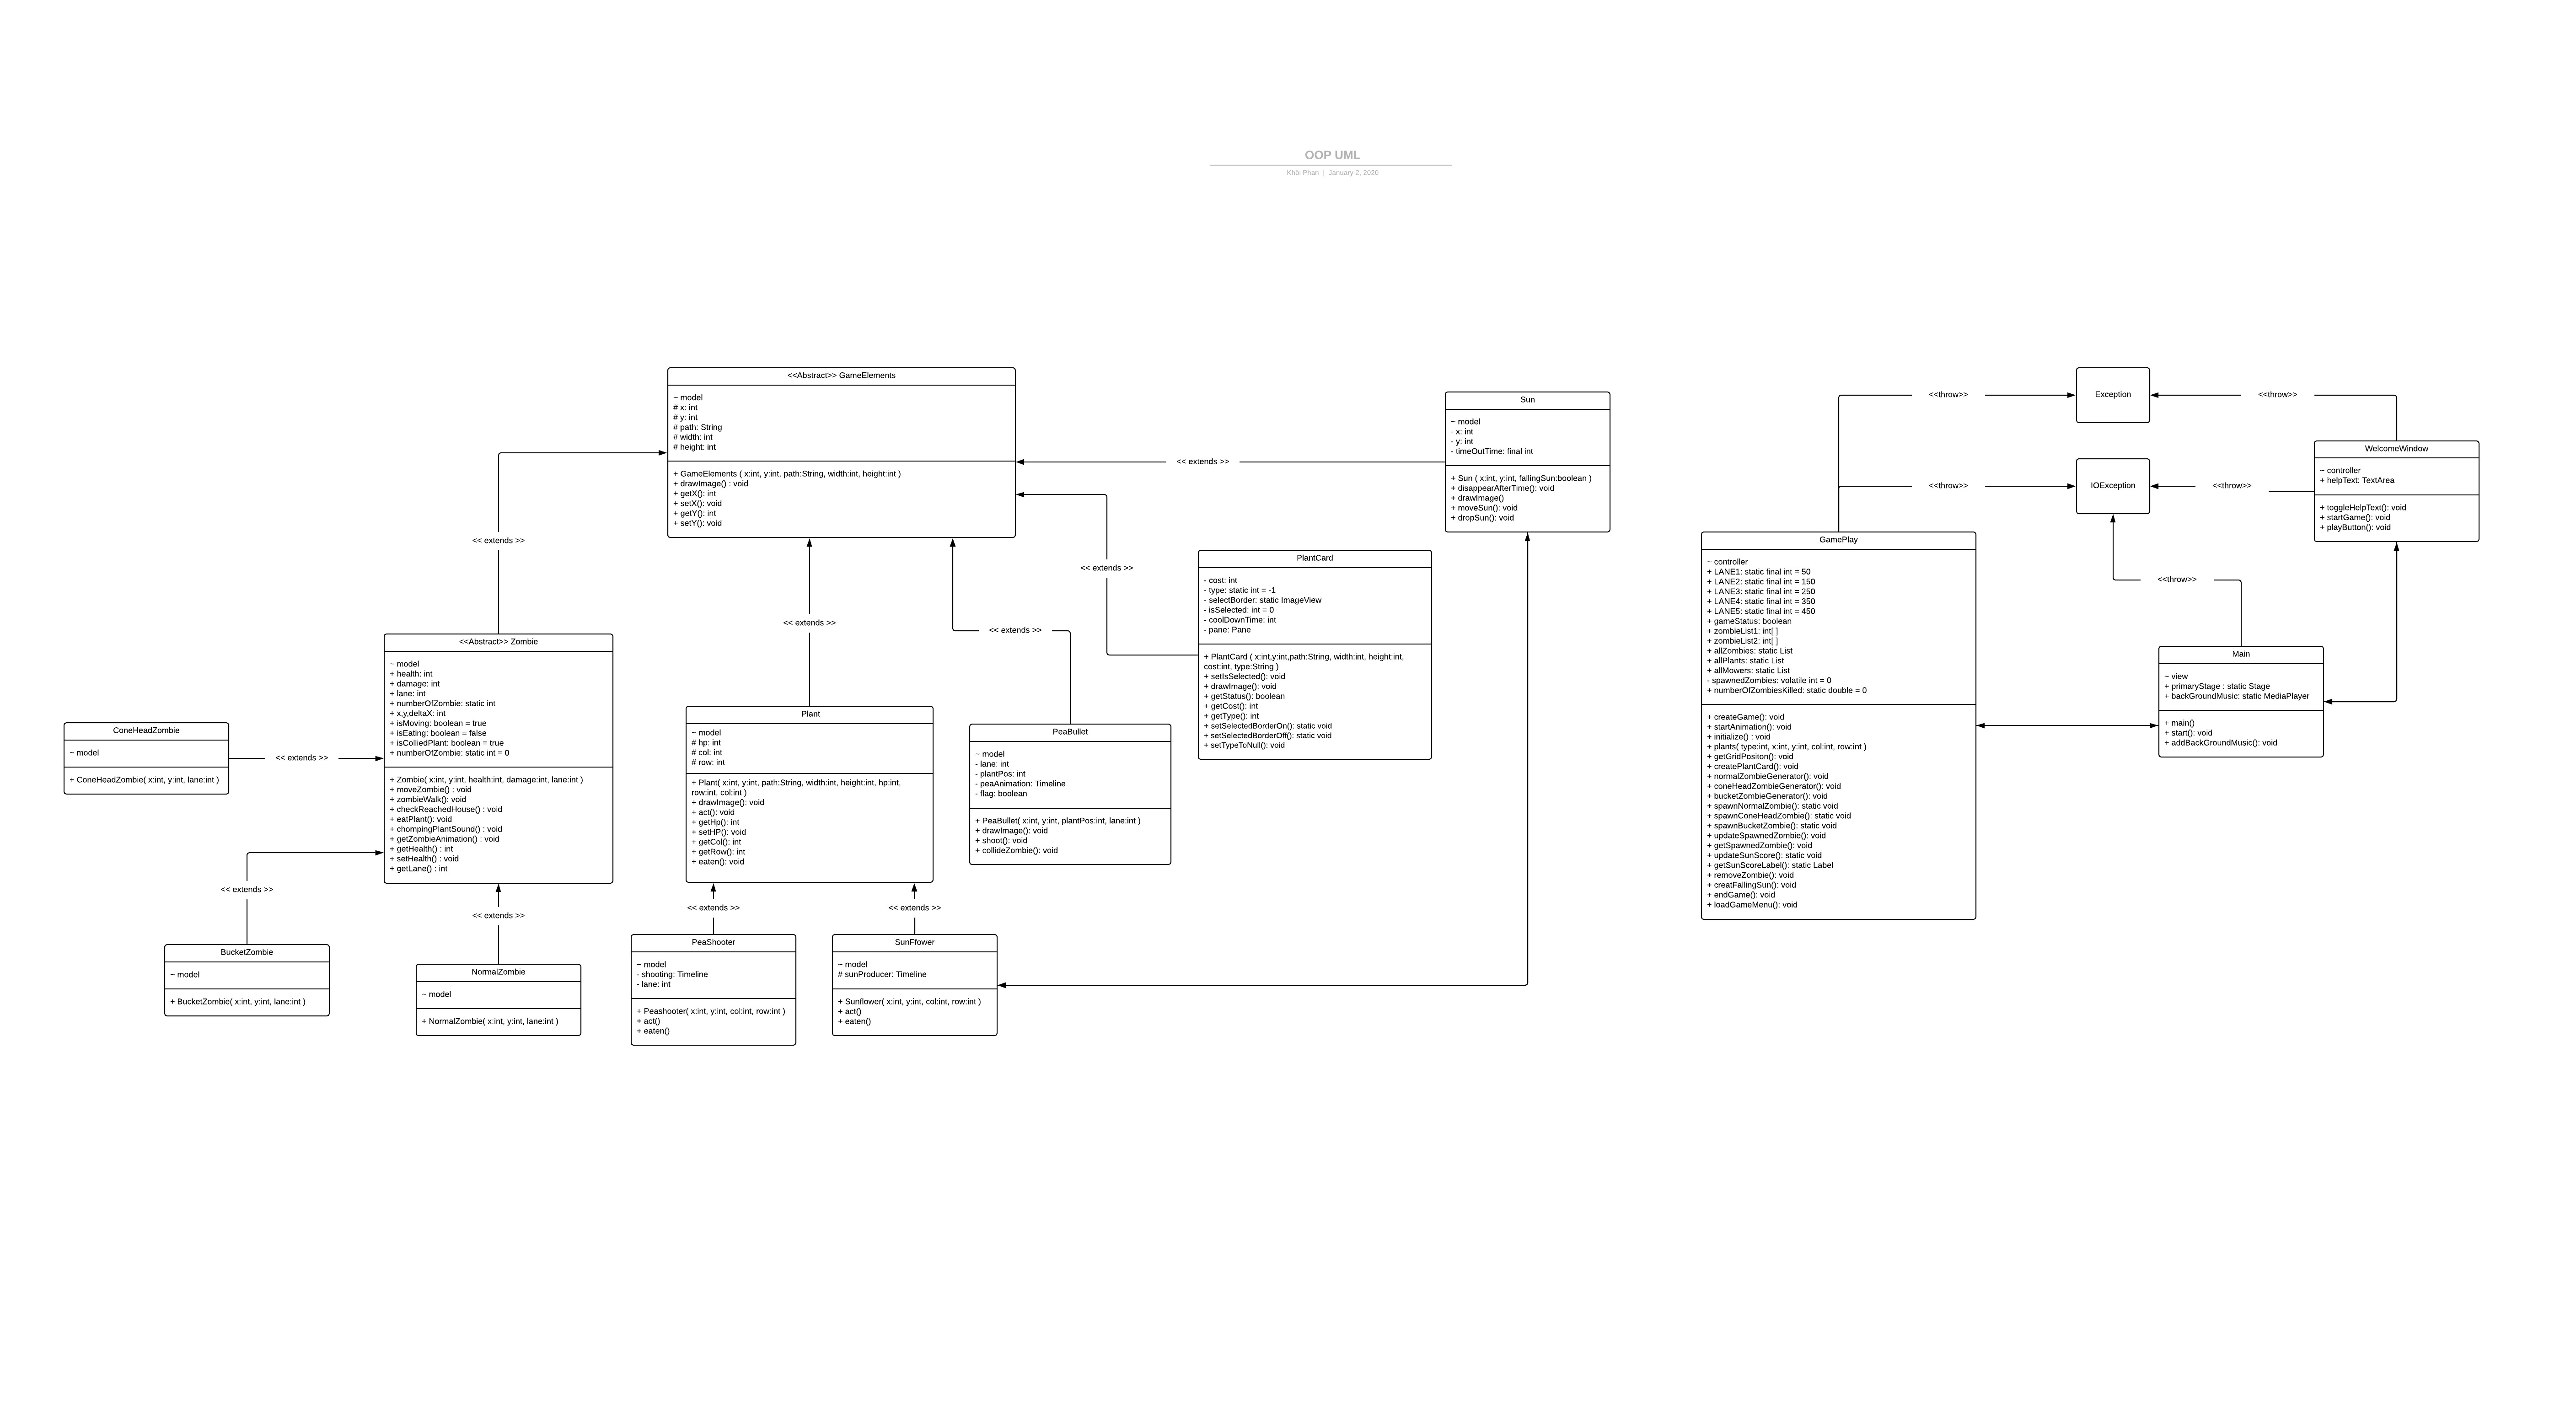 OOP UML
Khôi Phan | January 2, 2020
<<Abstract>> GameElements
~ model
# x: int
# y: int
# path: String
# width: int
# height: int
+ GameElements ( x:int, y:int, path:String, width:int, height:int )
+ drawImage() : void
+ getX(): int
+ setX(): void
+ getY(): int
+ setY(): void
Sun
~ model
- x: int
- y: int
- timeOutTime: final int
+ Sun ( x:int, y:int, fallingSun:boolean )
+ disappearAfterTime(): void
+ drawImage()
+ moveSun(): void
+ dropSun(): void
<< extends >>
<< extends >>
<< extends >>
<< extends >>
<< extends >>
PlantCard
- cost: int
- type: static int = -1
- selectBorder: static ImageView
- isSelected: int = 0
- coolDownTime: int
- pane: Pane
+ PlantCard ( x:int,y:int,path:String, width:int, height:int,
cost:int, type:String )
+ setIsSelected(): void
+ drawImage(): void
+ getStatus(): boolean
+ getCost(): int
+ getType(): int
+ setSelectedBorderOn(): static void
+ setSelectedBorderOff(): static void
+ setTypeToNull(): void
<<Abstract>> Zombie
~ model
+ health: int
+ damage: int
+ lane: int
+ numberOfZombie: static int
+ x,y,deltaX: int
+ isMoving: boolean = true
+ isEating: boolean = false
+ isColliedPlant: boolean = true
+ numberOfZombie: static int = 0
+ Zombie( x:int, y:int, health:int, damage:int, lane:int )
+ moveZombie() : void
+ zombieWalk(): void
+ checkReachedHouse() : void
+ eatPlant(): void
+ chompingPlantSound() : void
+ getZombieAnimation() : void
+ getHealth() : int
+ setHealth() : void
+ getLane() : int
ConeHeadZombie
~ model
+ ConeHeadZombie( x:int, y:int, lane:int )
<< extends >>
Plant
~ model
# hp: int
# col: int
# row: int
+ Plant( x:int, y:int, path:String, width:int, height:int, hp:int,
row:int, col:int )
+ drawImage(): void
+ act(): void
+ getHp(): int
+ setHP(): void
+ getCol(): int
+ getRow(): int
+ eaten(): void
PeaBullet
~ model
- lane: int
- plantPos: int
- peaAnimation: Timeline
- flag: boolean
+ PeaBullet( x:int, y:int, plantPos:int, lane:int )
+ drawImage(): void
+ shoot(): void
+ collideZombie(): void
<< extends >>
<< extends >>
<< extends >>
<< extends >>
BucketZombie
~ model
+ BucketZombie( x:int, y:int, lane:int )
NormalZombie
~ model
+ NormalZombie( x:int, y:int, lane:int )
PeaShooter
~ model
- shooting: Timeline
- lane: int
+ Peashooter( x:int, y:int, col:int, row:int )
+ act()
+ eaten()
SunFfower
~ model
# sunProducer: Timeline
+ Sunflower( x:int, y:int, col:int, row:int )
+ act()
+ eaten()
GamePlay
~ controller
+ LANE1: static final int = 50
+ LANE2: static final int = 150
+ LANE3: static final int = 250
+ LANE4: static final int = 350
+ LANE5: static final int = 450
+ gameStatus: boolean
+ zombieList1: int[ ]
+ zombieList2: int[ ]
+ allZombies: static List
+ allPlants: static List
+ allMowers: static List
- spawnedZombies: volatile int = 0
+ numberOfZombiesKilled: static double = 0
+ createGame(): void
+ startAnimation(): void
+ initialize() : void
+ plants( type:int, x:int, y:int, col:int, row:int )
+ getGridPositon(): void
+ createPlantCard(): void
+ normalZombieGenerator(): void
+ coneHeadZombieGenerator(): void
+ bucketZombieGenerator(): void
+ spawnNormalZombie(): static void
+ spawnConeHeadZombie(): static void
+ spawnBucketZombie(): static void
+ updateSpawnedZombie(): void
+ getSpawnedZombie(): void
+ updateSunScore(): static void
+ getSunScoreLabel(): static Label
+ removeZombie(): void
+ creatFallingSun(): void
+ endGame(): void
+ loadGameMenu(): void
<<throw>>
Exception
<<throw>>
<<throw>>
IOException
<<throw>>
<<throw>>
WelcomeWindow
~ controller
+ helpText: TextArea
+ toggleHelpText(): void
+ startGame(): void
+ playButton(): void
Main
~ view
+ primaryStage : static Stage
+ backGroundMusic: static MediaPlayer
+ main()
+ start(): void
+ addBackGroundMusic(): void